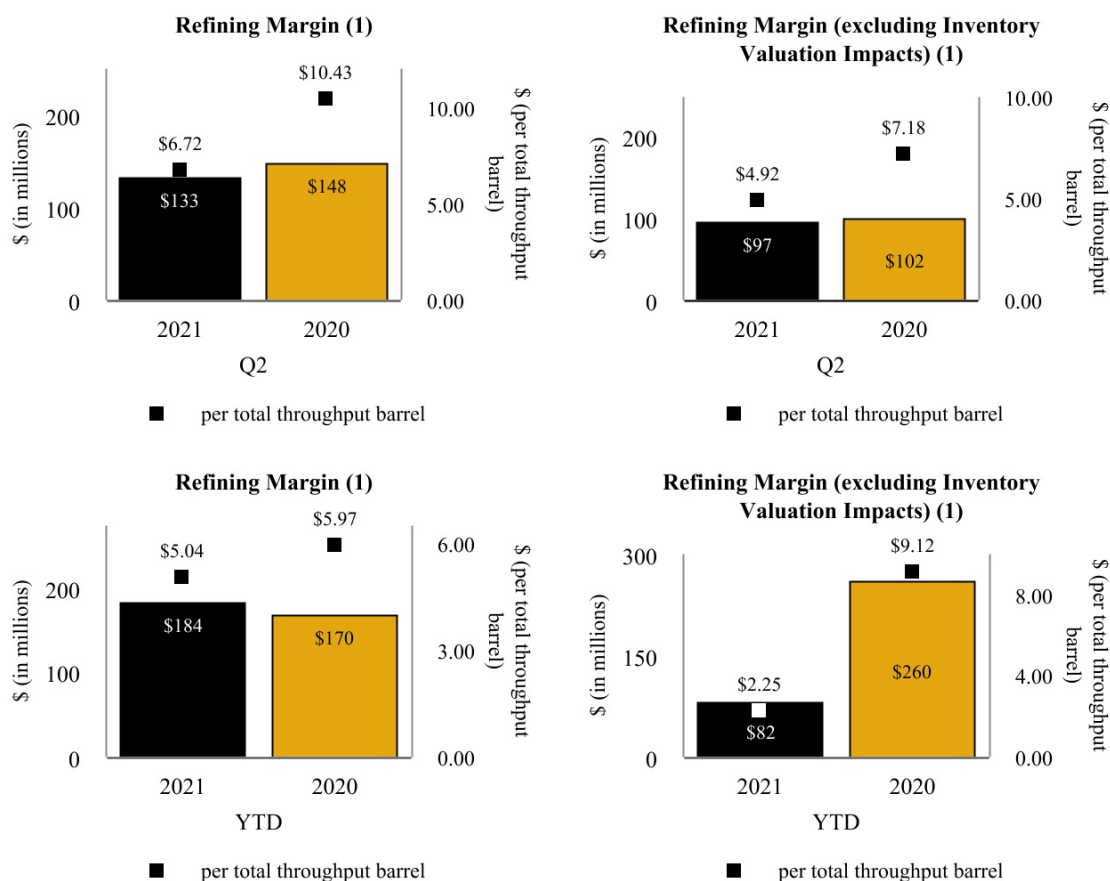 Refining Margin (1)
$ (in millions)
200
100
0
$6.72
$133
$10.43
$148
10.00
5.00
0.00
$ (per total throughput
barrel)
2021
2020
Q2
per total throughput barrel
Refining Margin (excluding Inventory
Valuation Impacts) (1)
$ (in millions)
200
100
0
$4.92
$97
$7.18
$102
10.00
5.00
0.00
$ (per total throughput
barrel)
2021
2020
Q2
per total throughput barrel
Refining Margin (1)
$ (in millions)
200
100
0
$5.04
$184
$5.97
$170
6.00
3.00
0.00
$ (per total throughput
barrel)
2021
2020
YTD
per total throughput barrel
Refining Margin (excluding Inventory
Valuation Impacts) (1)
$ (in millions)
300
150
0
$2.25
$82
$9.12
$260
8.00
4.00
0.00
$ (per total throughput
barrel)
2021
2020
YTD
per total throughput barrel